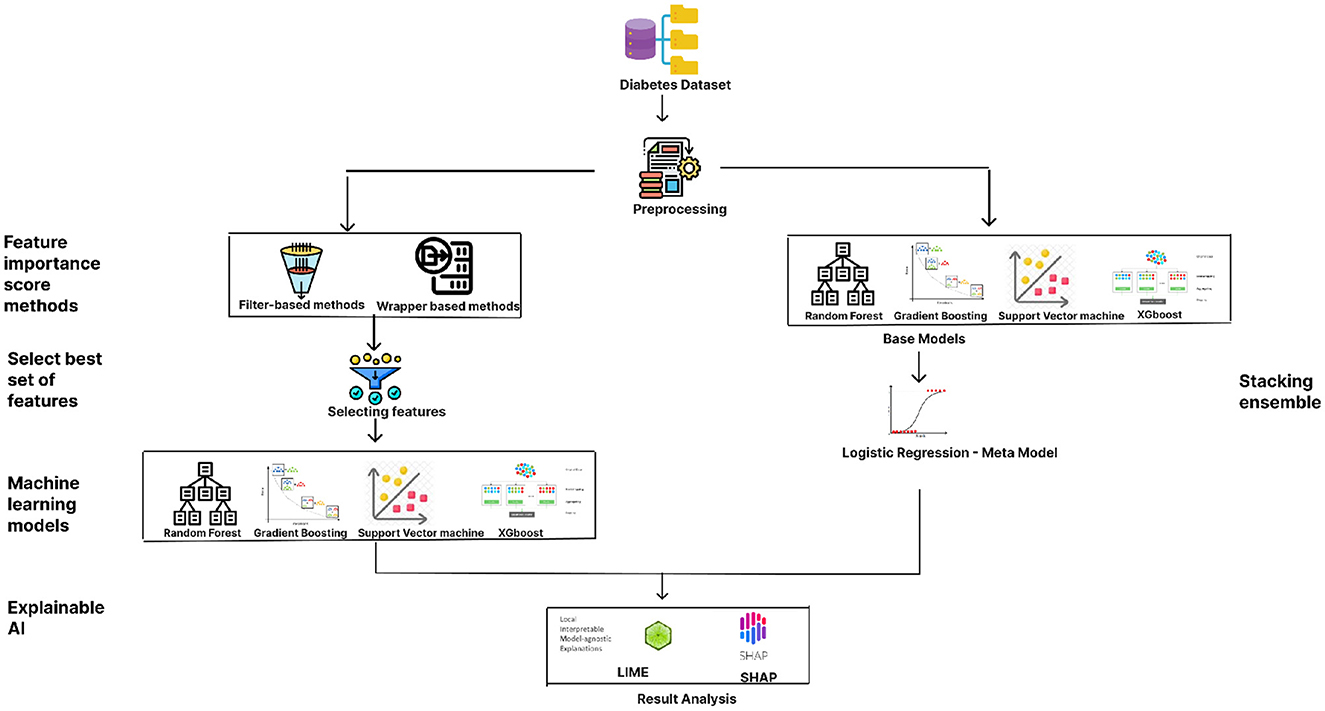 Diabetes Dataset
Preprocessing
Feature
importance
score
methods
Filter-based methods
Wrapper based methods
Random Forest
Gradient Boosting
Support Vector machine
XGboost
Base Models
Select best
set of
features
Selecting features
Stacking
ensemble
Logistic Regression - Meta Model
Machine
learning
models
Random Forest
Gradient Boosting
Support Vector machine
XGboost
Explainable
AI
Local
Interpretable
Model-agnostic
Explanations
LIME
SHAP
SHAP
Result Analysis